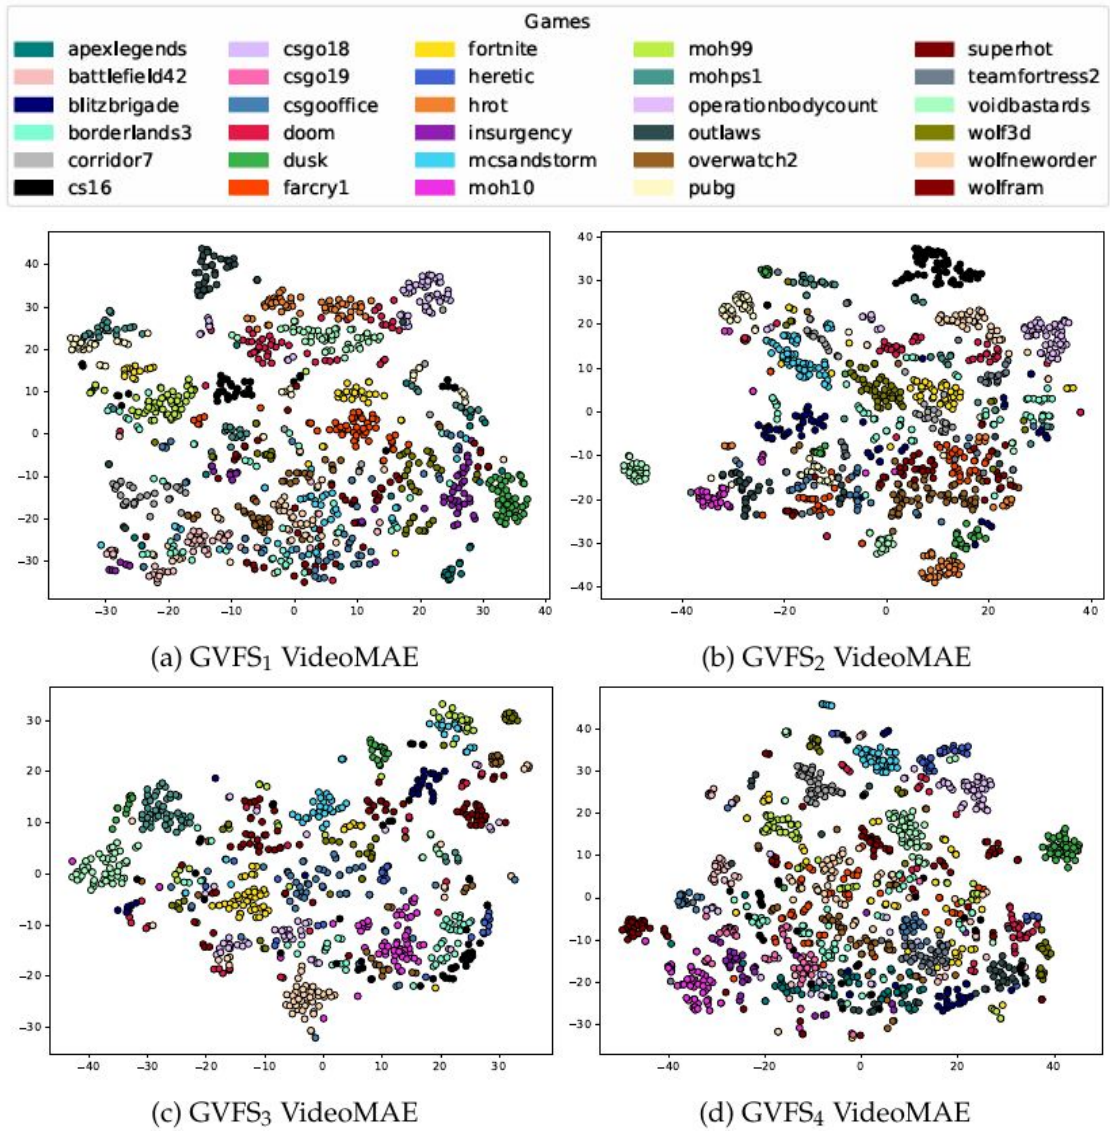 Games
apexlegends csgo18 fortnite moh99 superhot
battlefield42 csgo19 heretic mohps1 teamfortress2
blitzbrigade csgooffice hrot operationbodycount voidbastards
borderlands3 doom insurgency outlaws wolf3d
corridor7 dusk mcsandstorm overwatch2 wolfneworder
cs16 farcry1 moh10 pubg wolfram
40
30
20
10
0
−10
−20
−30
−30 −20 −10 0 10 20 30 40
(a) GVFS1 VideoMAE
40
30
20
10
0
−10
−20
−30
−40
−40 −20 0 20 40
(b) GVFS2 VideoMAE
30
20
10
0
−10
−20
−30
−40 −30 −20 −10 0 10 20 30
(c) GVFS3 VideoMAE
40
30
20
10
0
−10
−20
−30
−40 −20 0 20 40
(d) GVFS4 VideoMAE